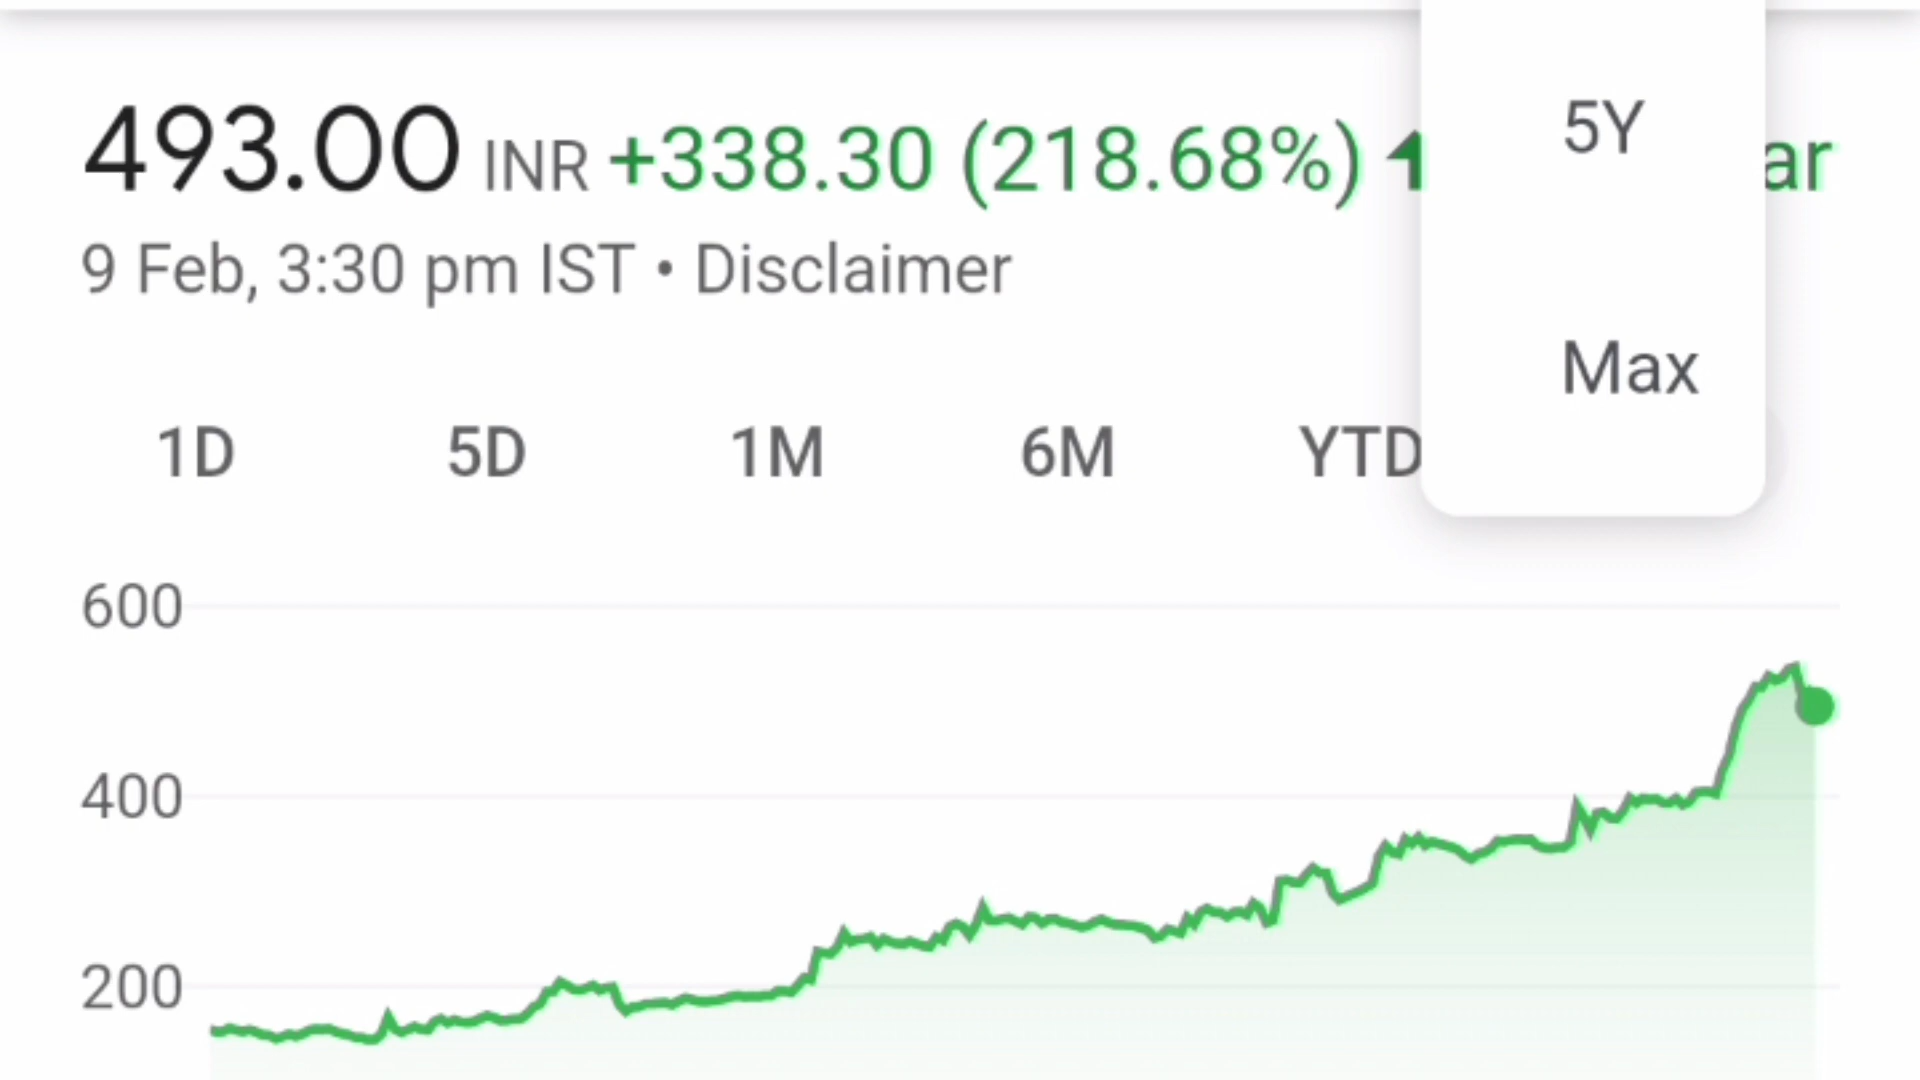 5Y
493.00 INR +338.30 (218.68%) ar
9 Feb, 3:30 pm IST • Disclaimer
Max
1D 5D 1M 6M YTD
600
400
200